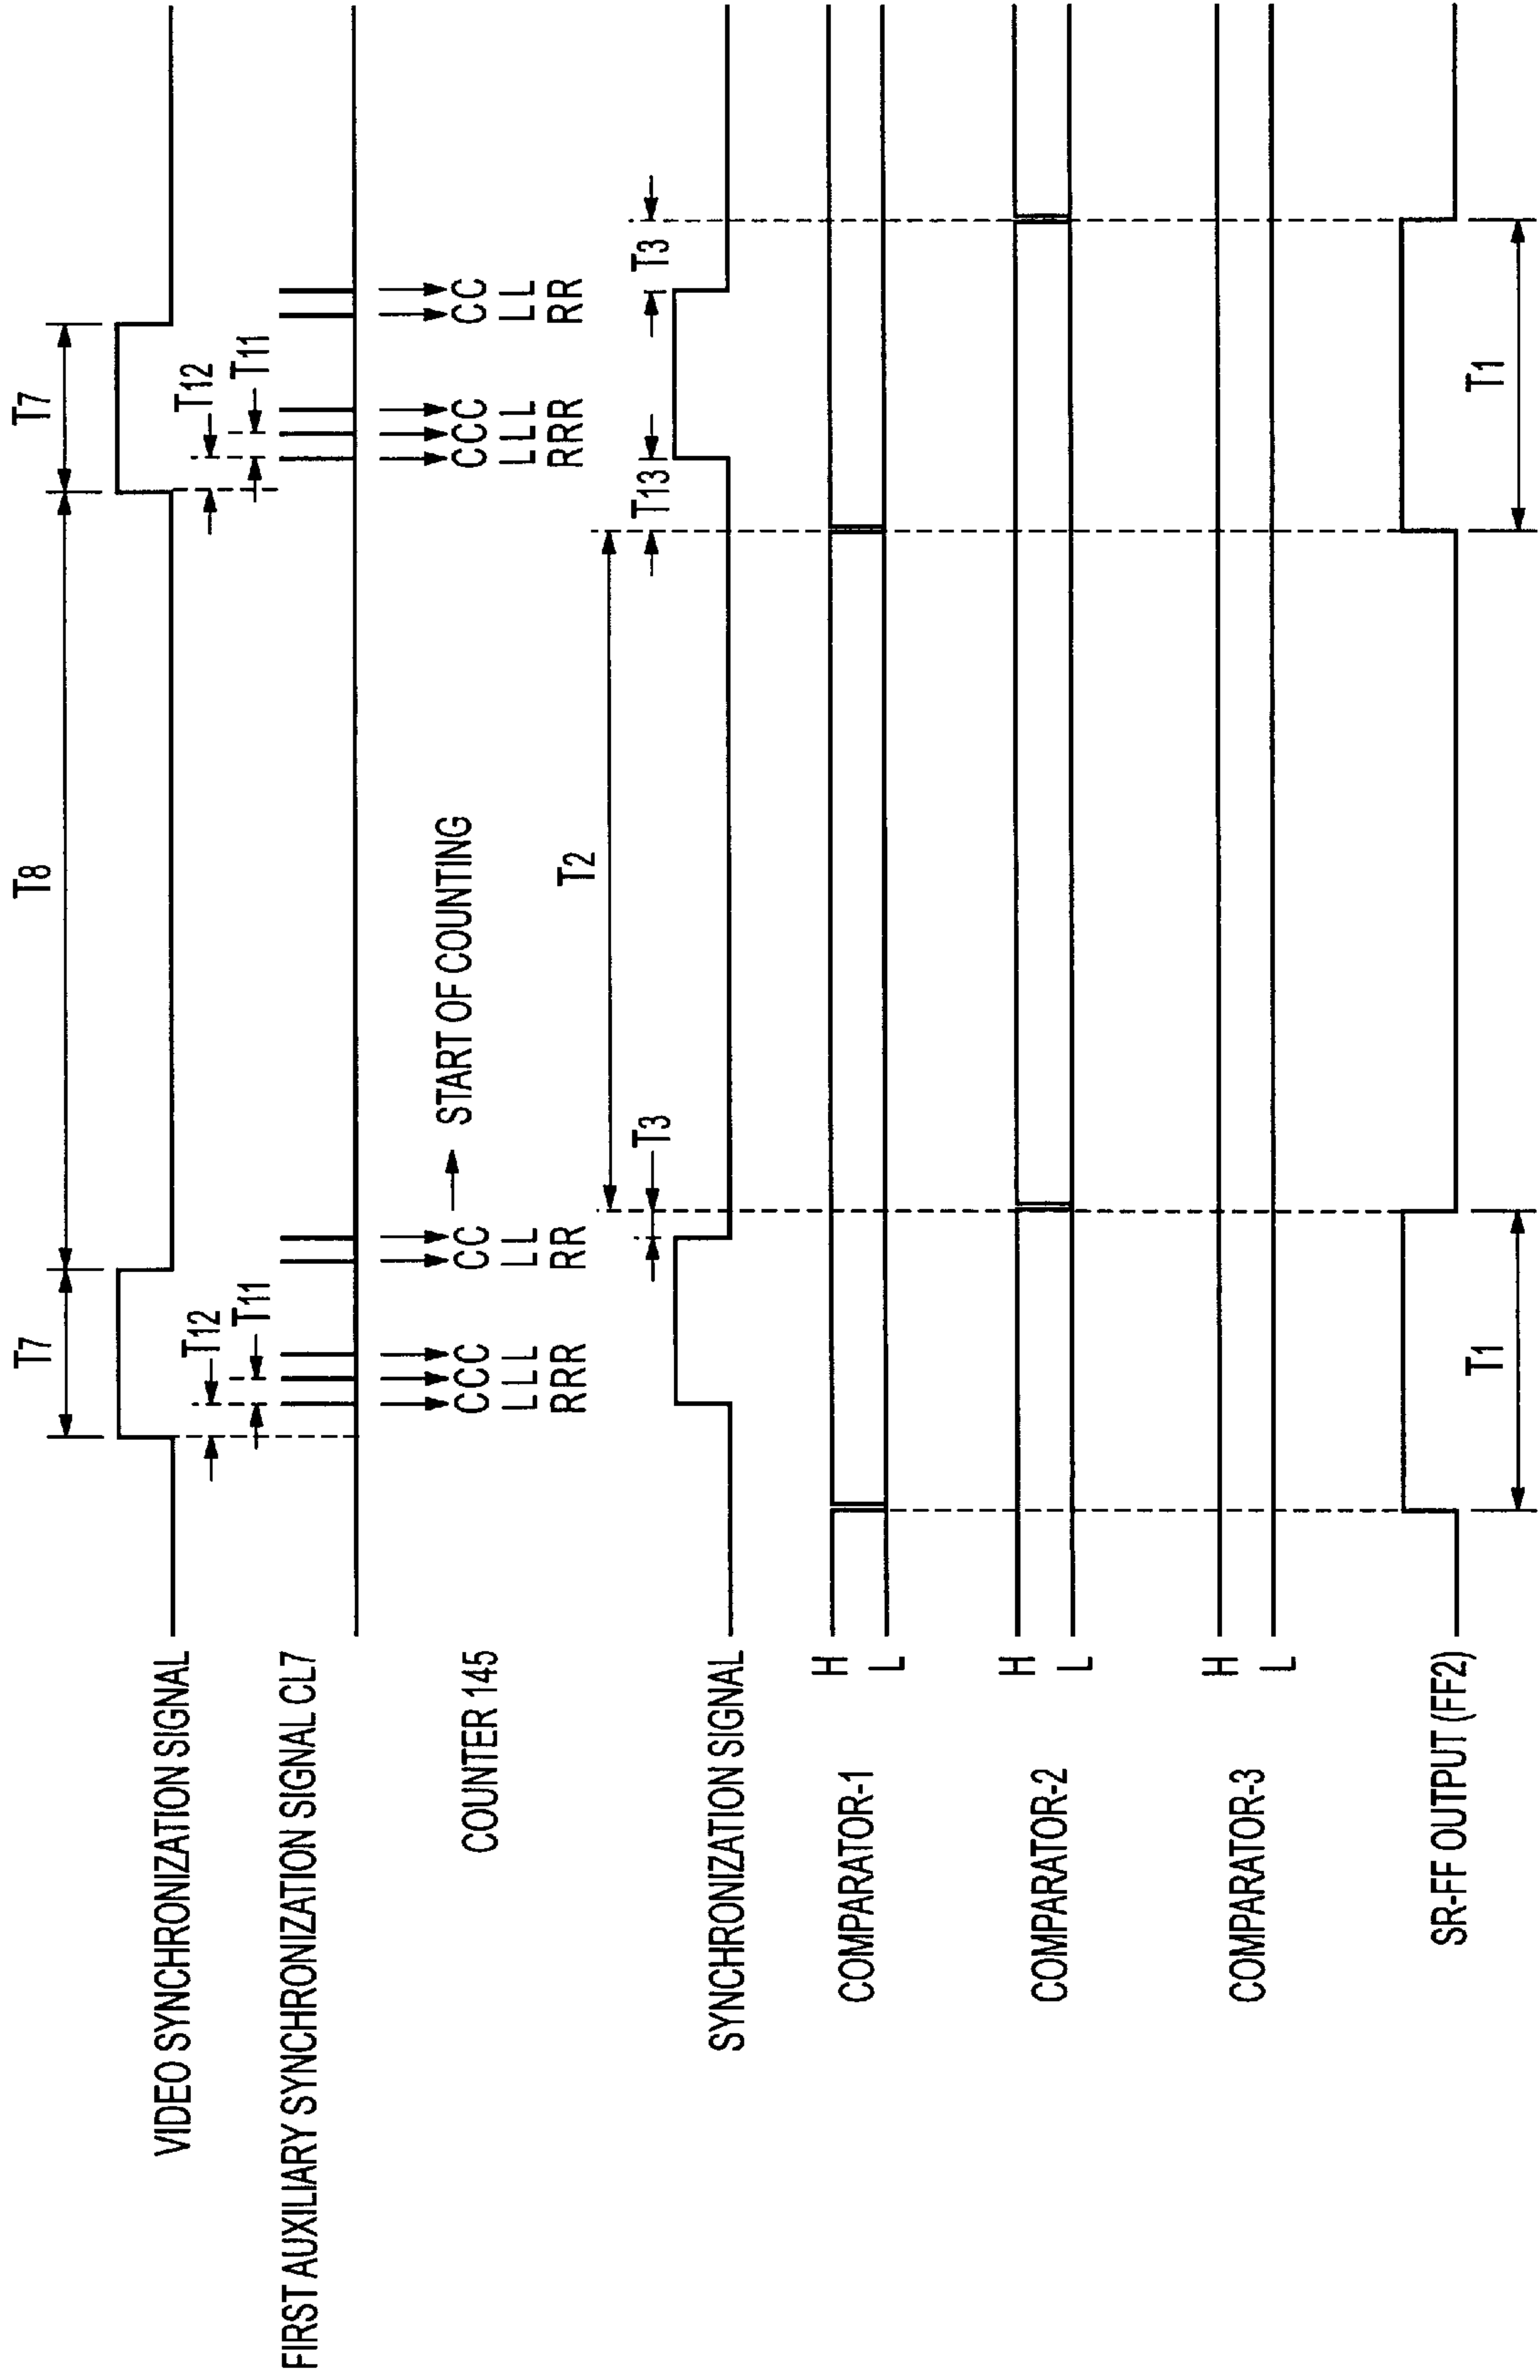 T7 T8 T7
VIDEO SYNCHRONIZATION SIGNAL
T12 T12
T11 T11
FIRST AUXILIARY SYNCHRONIZATION SIGNAL CL7
START OF COUNTING
COUNTER 145
CCC CC CCC CC
LLL LL LLL LL
RRR RR RRR RR
T2
T3 T13 T3
SYNCHRONIZATION SIGNAL
H
COMPARATOR-1
L
H
COMPARATOR-2
L
H
COMPARATOR-3
L
SR-FF OUTPUT (FF2)
T1 T1